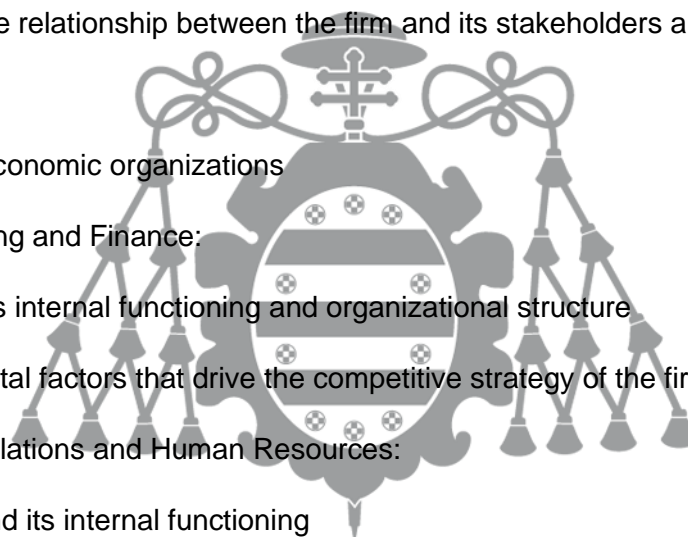 e relationship between the firm and its stakeholders a
conomic organizations
ng and Finance:
s internal functioning and organizational structure
tal factors that drive the competitive strategy of the fir
lations and Human Resources:
d its internal functioning